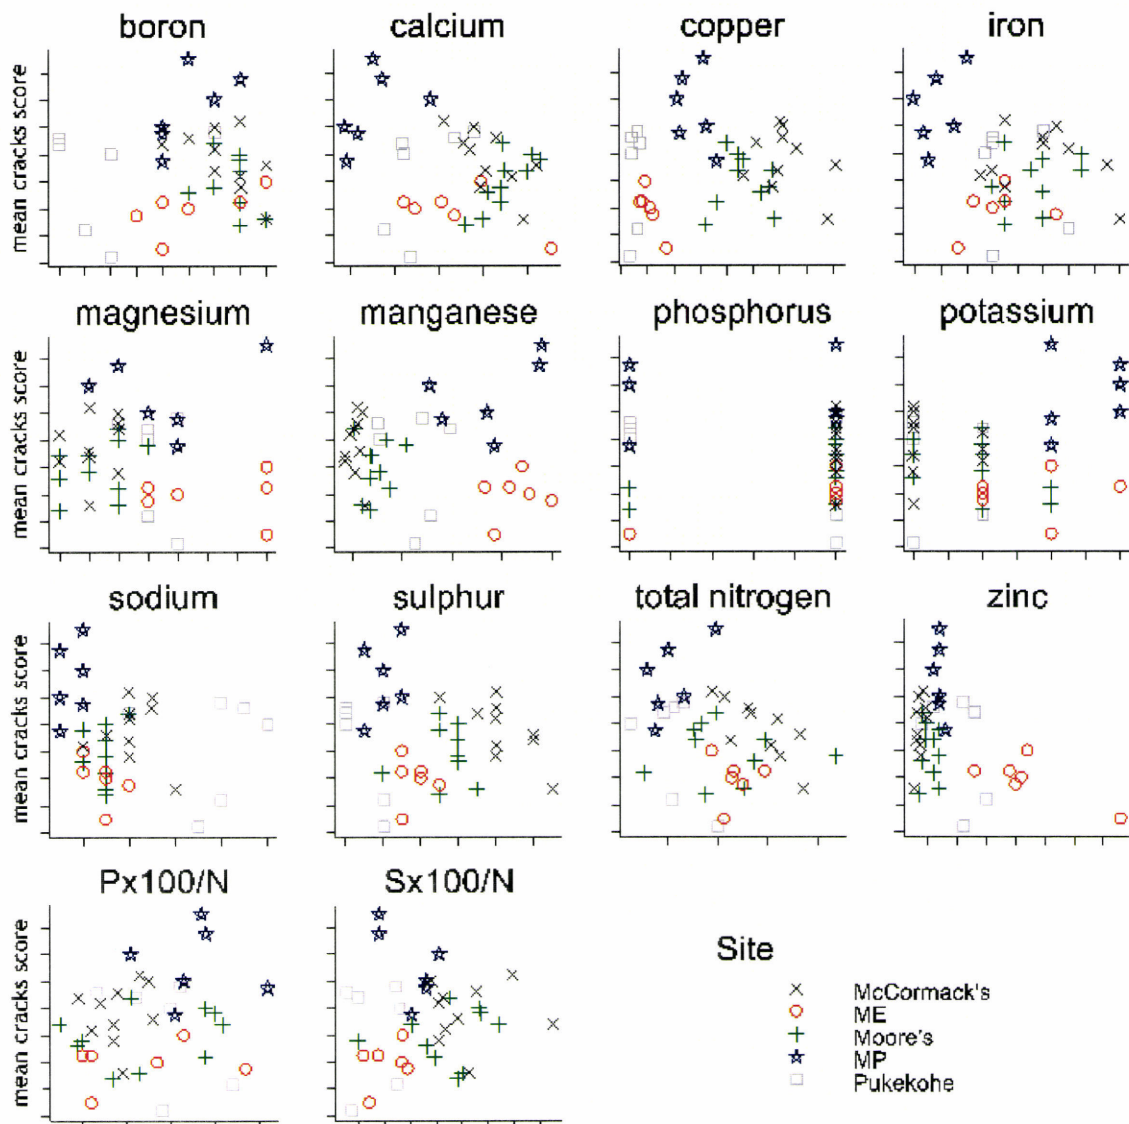 boron calcium copper iron
mean cracks score
magnesium manganese phosphorus potassium
mean cracks score
sodium sulphur total nitrogen zinc
mean cracks score
Px100/N Sx100/N
mean cracks score
Site
McCormack's
ME
Moore's
MP
Pukekohe